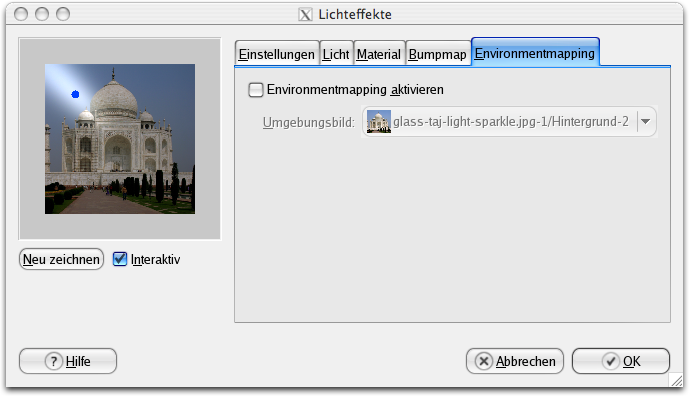 Lichteffekte
Einstellungen Licht Material Bumpmap Environmentmapping
Environmentmapping aktivieren
Umgebungsbild: glass-taj-light-sparkle.jpg-1/Hintergrund-2
Neu zeichnen Interaktiv
Hilfe Abbrechen OK